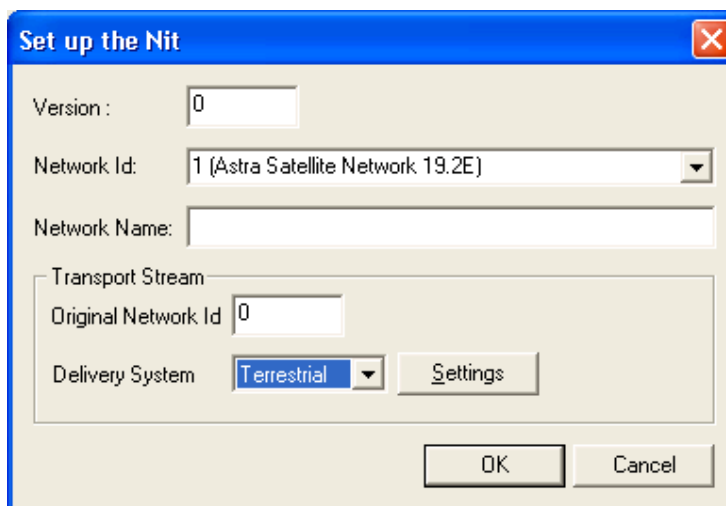 Set up the Nit
Version : 0
Network Id: 1 (Astra Satellite Network 19.2E)
Network Name:
Transport Stream
Original Network Id 0
Delivery System Terrestrial Settings
OK Cancel